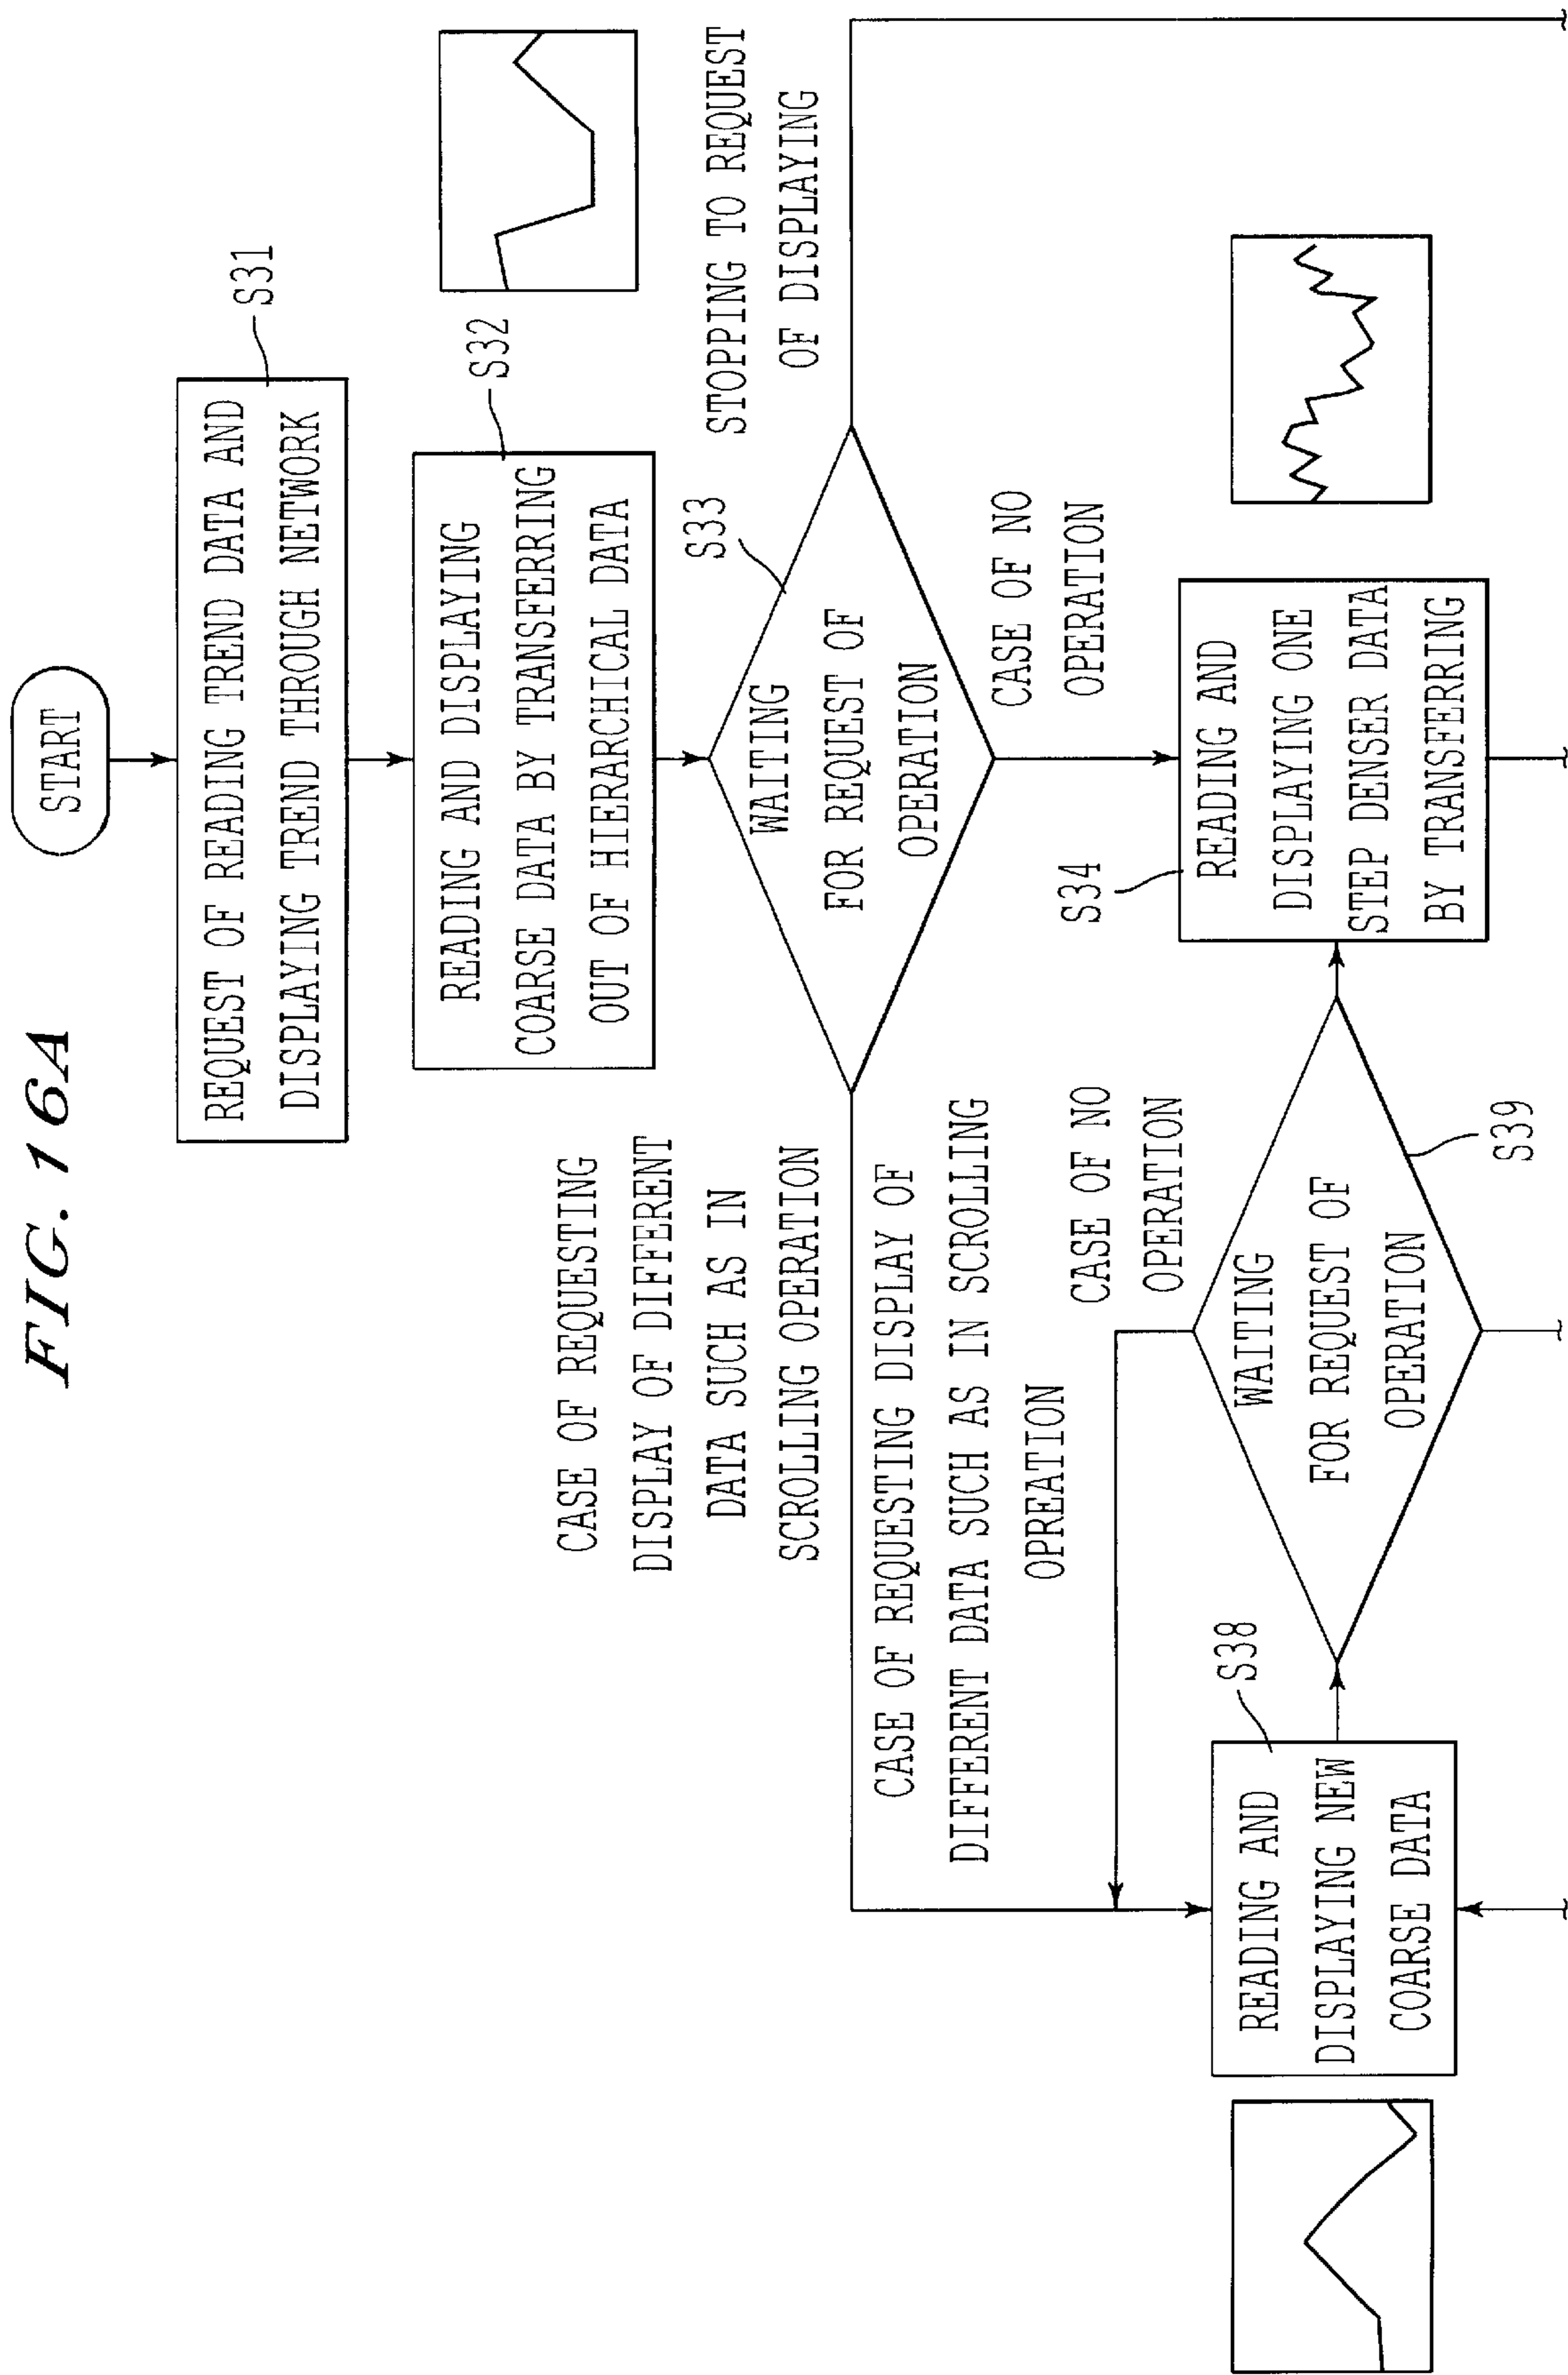 FIG. 16A
START
REQUEST OF READING TREND DATA AND
DISPLAYING TREND THROUGH NETWORK
S31
READING AND DISPLAYING
COARSE DATA BY TRANSFERRING
OUT OF HIERARCHICAL DATA
S32
WAITING
FOR REQUEST OF
OPERATION
S33
STOPPING TO REQUEST
OF DISPLAYING
CASE OF REQUESTING
DISPLAY OF DIFFERENT
DATA SUCH AS IN
SCROLLING OPERATION
CASE OF NO
OPERATION
CASE OF REQUESTING DISPLAY OF
DIFFERENT DATA SUCH AS IN SCROLLING
OPREATION
CASE OF NO
OPERATION
READING AND
DISPLAYING NEW
COARSE DATA
S38
WAITING
FOR REQUEST OF
OPERATION
S39
S34
READING AND
DISPLAYING ONE
STEP DENSER DATA
BY TRANSFERRING